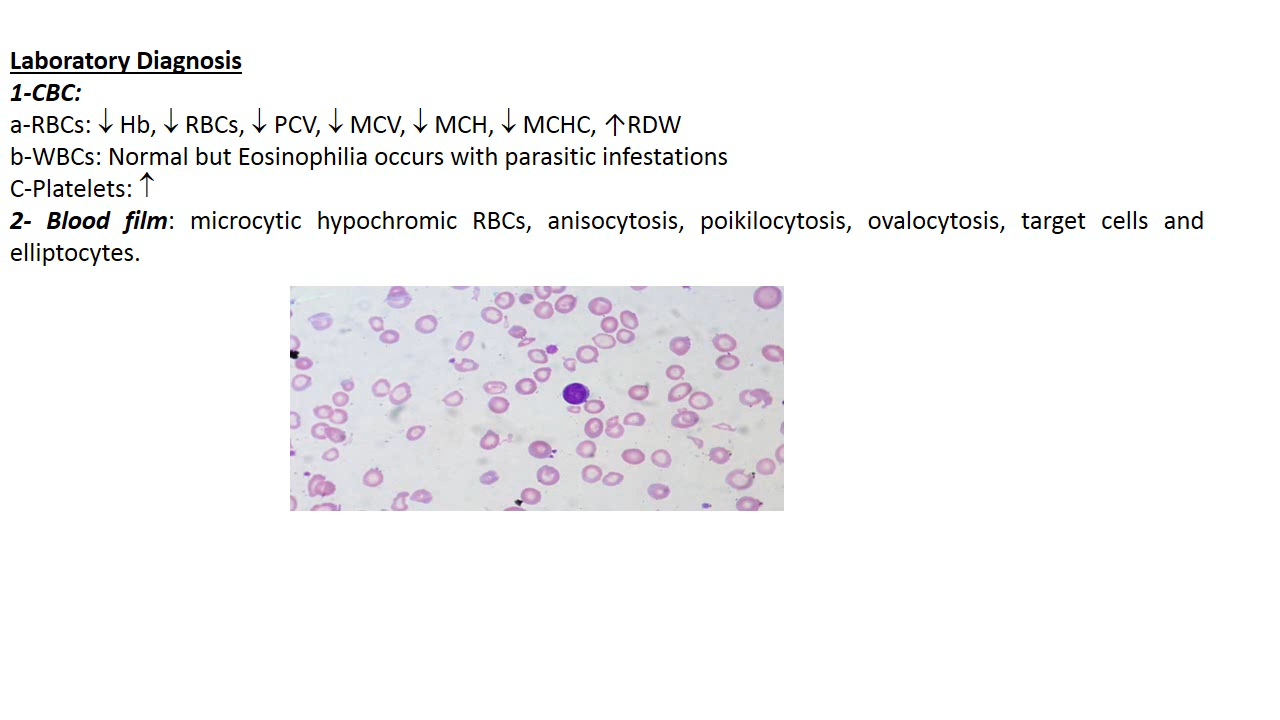 Laboratory Diagnosis
1-CBC:
a-RBCs: ↓ Hb, ↓ RBCs, ↓ PCV, ↓ MCV, ↓ MCH, ↓ MCHC, ↑RDW
b-WBCs: Normal but Eosinophilia occurs with parasitic infestations
C-Platelets: ↑
2- Blood film: microcytic hypochromic RBCs, anisocytosis, poikilocytosis, ovalocytosis, target cells and
elliptocytes.